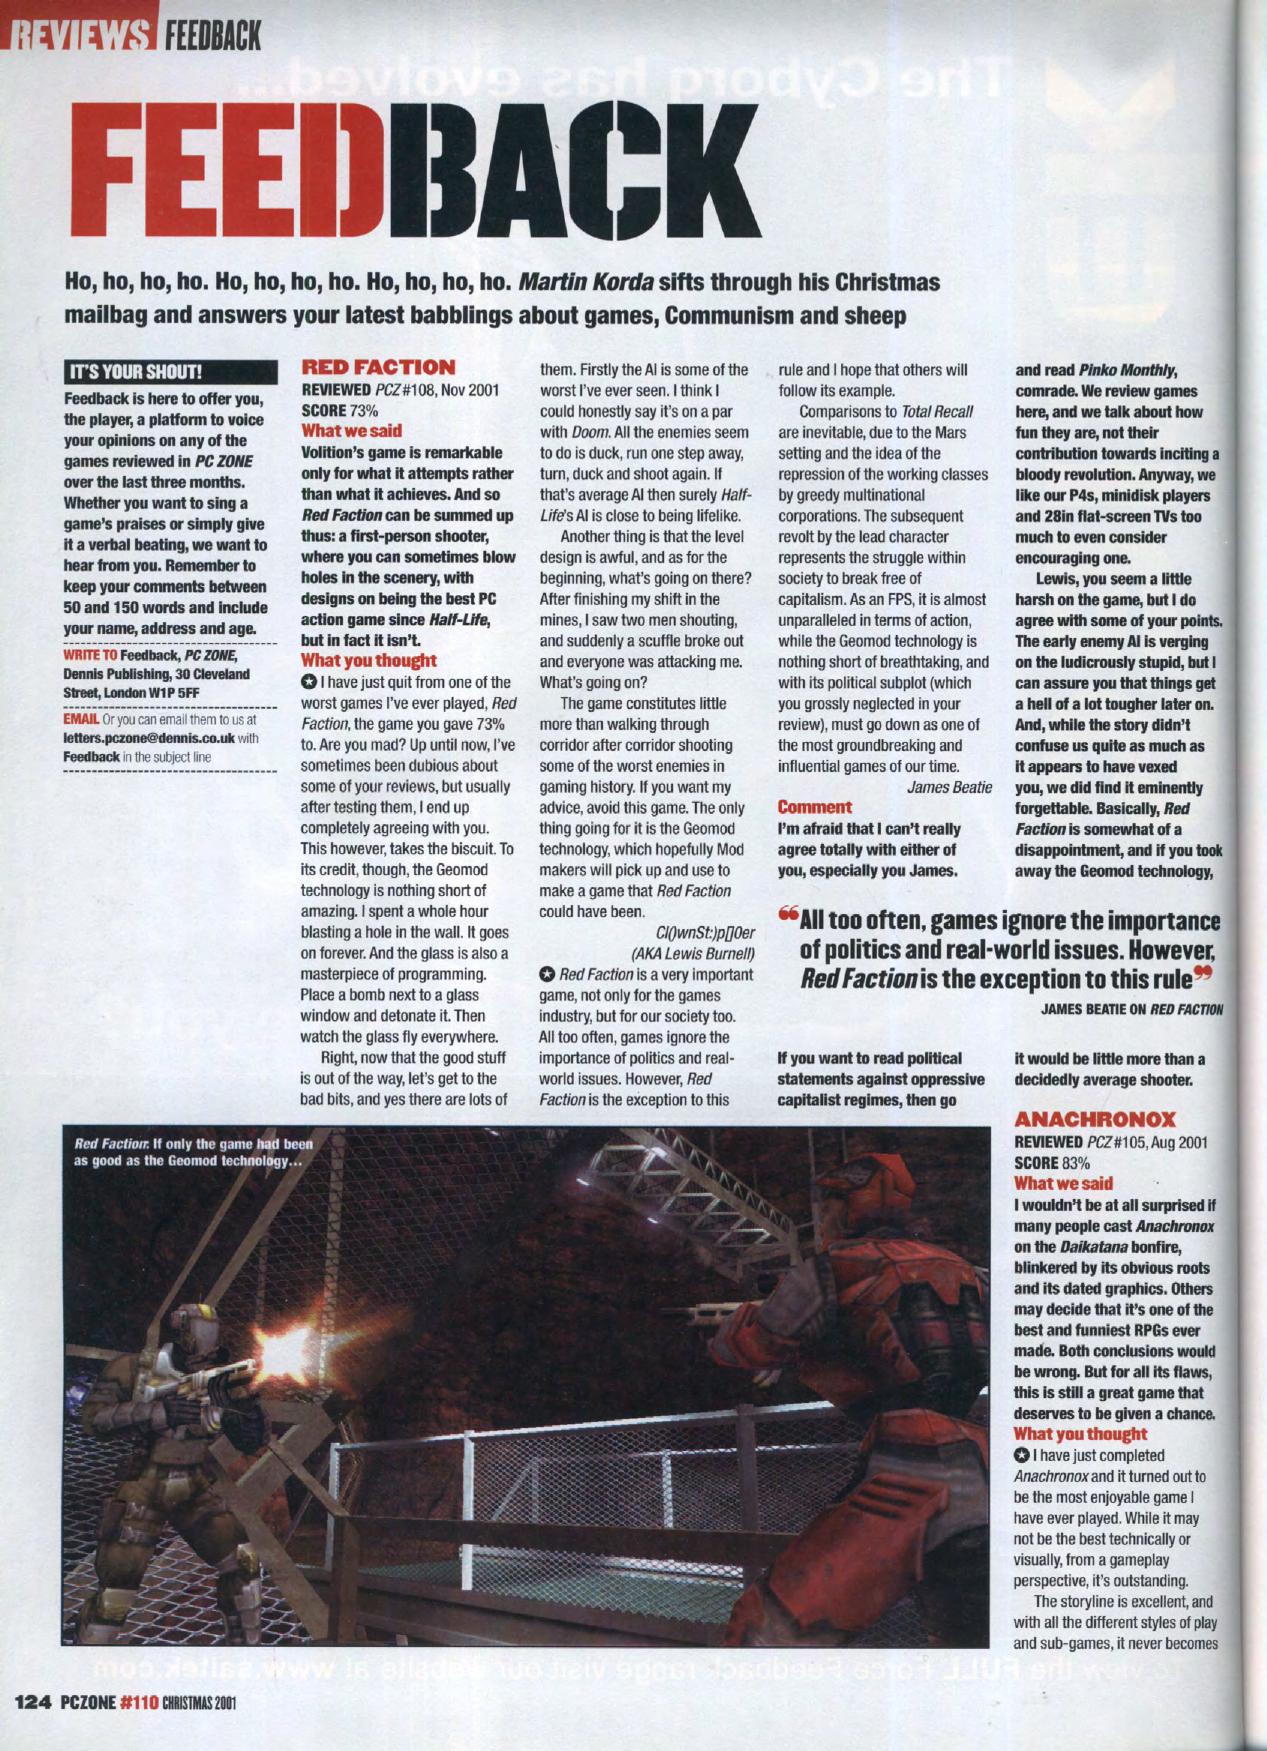 REVIEWS FEEDBACK
FEEDBACK
Ho, ho, ho, ho. Ho, ho, ho, ho. Ho, ho, ho, ho. Martin Korda sifts through his Christmas
mailbag and answers your latest babblings about games, Communism and sheep
IT'S YOUR SHOUT!
Feedback is here to offer you,
the player, a platform to voice
your opinions on any of the
games reviewed in PC ZONE
over the last three months.
Whether you want to sing a
game's praises or simply give
it a verbal beating, we want to
hear from you. Remember to
keep your comments between
50 and 150 words and include
your name, address and age.
WRITE TO Feedback, PC ZONE,
Dennis Publishing, 30 Cleveland
Street, London W1P 5FF
EMAIL Or you can email them to us at
letters.pczone@dennis.co.uk with
Feedback in the subject line
RED FACTION
REVIEWED PCZ #108, Nov 2001
SCORE 73%
What we said
Volition's game is remarkable
only for what it attempts rather
than what it achieves. And so
Red Faction can be summed up
thus: a first-person shooter,
where you can sometimes blow
holes in the scenery, with
designs on being the best PC
action game since Half-Life,
but in fact it isn't.
What you thought
I have just quit from one of the
worst games I've ever played, Red
Faction, the game you gave 73%
to. Are you mad? Up until now, I've
sometimes been dubious about
some of your reviews, but usually
after testing them, I end up
completely agreeing with you.
This however, takes the biscuit. To
its credit, though, the Geomod
technology is nothing short of
amazing. I spent a whole hour
blasting a hole in the wall. It goes
on forever. And the glass is also a
masterpiece of programming.
Place a bomb next to a glass
window and detonate it. Then
watch the glass fly everywhere.
Right, now that the good stuff
is out of the way, let's get to the
bad bits, and yes there are lots of
them. Firstly the AI is some of the
worst I've ever seen. I think I
could honestly say it's on a par
with Doom. All the enemies seem
to do is duck, run one step away,
turn, duck and shoot again. If
that's average AI then surely Half-
Life's AI is close to being lifelike.
Another thing is that the level
design is awful, and as for the
beginning, what's going on there?
After finishing my shift in the
mines, I saw two men shouting,
and suddenly a scuffle broke out
and everyone was attacking me.
What's going on?
The game constitutes little
more than walking through
corridor after corridor shooting
some of the worst enemies in
gaming history. If you want my
advice, avoid this game. The only
thing going for it is the Geomod
technology, which hopefully Mod
makers will pick up and use to
make a game that Red Faction
could have been.
Cl()wnSt:)p[]0er
(AKA Lewis Burnell)
Red Faction is a very important
game, not only for the games
industry, but for our society too.
All too often, games ignore the
importance of politics and real-
world issues. However, Red
Faction is the exception to this
rule and I hope that others will
follow its example.
Comparisons to Total Recall
are inevitable, due to the Mars
setting and the idea of the
repression of the working classes
by greedy multinational
corporations. The subsequent
revolt by the lead character
represents the struggle within
society to break free of
capitalism. As an FPS, it is almost
unparalleled in terms of action,
while the Geomod technology is
nothing short of breathtaking, and
with its political subplot (which
you grossly neglected in your
review), must go down as one of
the most groundbreaking and
influential games of our time.
James Beatie
Comment
I'm afraid that I can't really
agree totally with either of
you, especially you James.
If you want to read political
statements against oppressive
capitalist regimes, then go
and read Pinko Monthly,
comrade. We review games
here, and we talk about how
fun they are, not their
contribution towards inciting a
bloody revolution. Anyway, we
like our P4s, minidisk players
and 28in flat-screen TVs too
much to even consider
encouraging one.
Lewis, you seem a little
harsh on the game, but I do
agree with some of your points.
The early enemy AI is verging
on the ludicrously stupid, but I
can assure you that things get
a hell of a lot tougher later on.
And, while the story didn't
confuse us quite as much as
it appears to have vexed
you, we did find it eminently
forgettable. Basically, Red
Faction is somewhat of a
disappointment, and if you took
away the Geomod technology,
it would be little more than a
decidedly average shooter.
“All too often, games ignore the importance
of politics and real-world issues. However,
Red Faction is the exception to this rule”
JAMES BEATIE ON RED FACTION
ANACHRONOX
REVIEWED PCZ #105, Aug 2001
SCORE 83%
What we said
I wouldn't be at all surprised if
many people cast Anachronox
on the Daikatana bonfire,
blinkered by its obvious roots
and its dated graphics. Others
may decide that it's one of the
best and funniest RPGs ever
made. Both conclusions would
be wrong. But for all its flaws,
this is still a great game that
deserves to be given a chance.
What you thought
I have just completed
Anachronox and it turned out to
be the most enjoyable game I
have ever played. While it may
not be the best technically or
visually, from a gameplay
perspective, it's outstanding.
The storyline is excellent, and
with all the different styles of play
and sub-games, it never becomes
Red Faction: If only the game had been
as good as the Geomod technology...
124 PCZONE #110 CHRISTMAS 2001